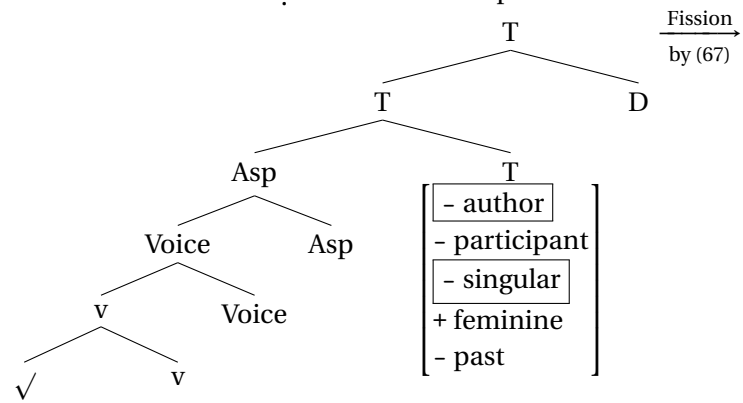 T
Fission
by (67)
T D
Asp T
– author
– participant
– singular
+ feminine
– past
Voice Asp
v Voice
√ v